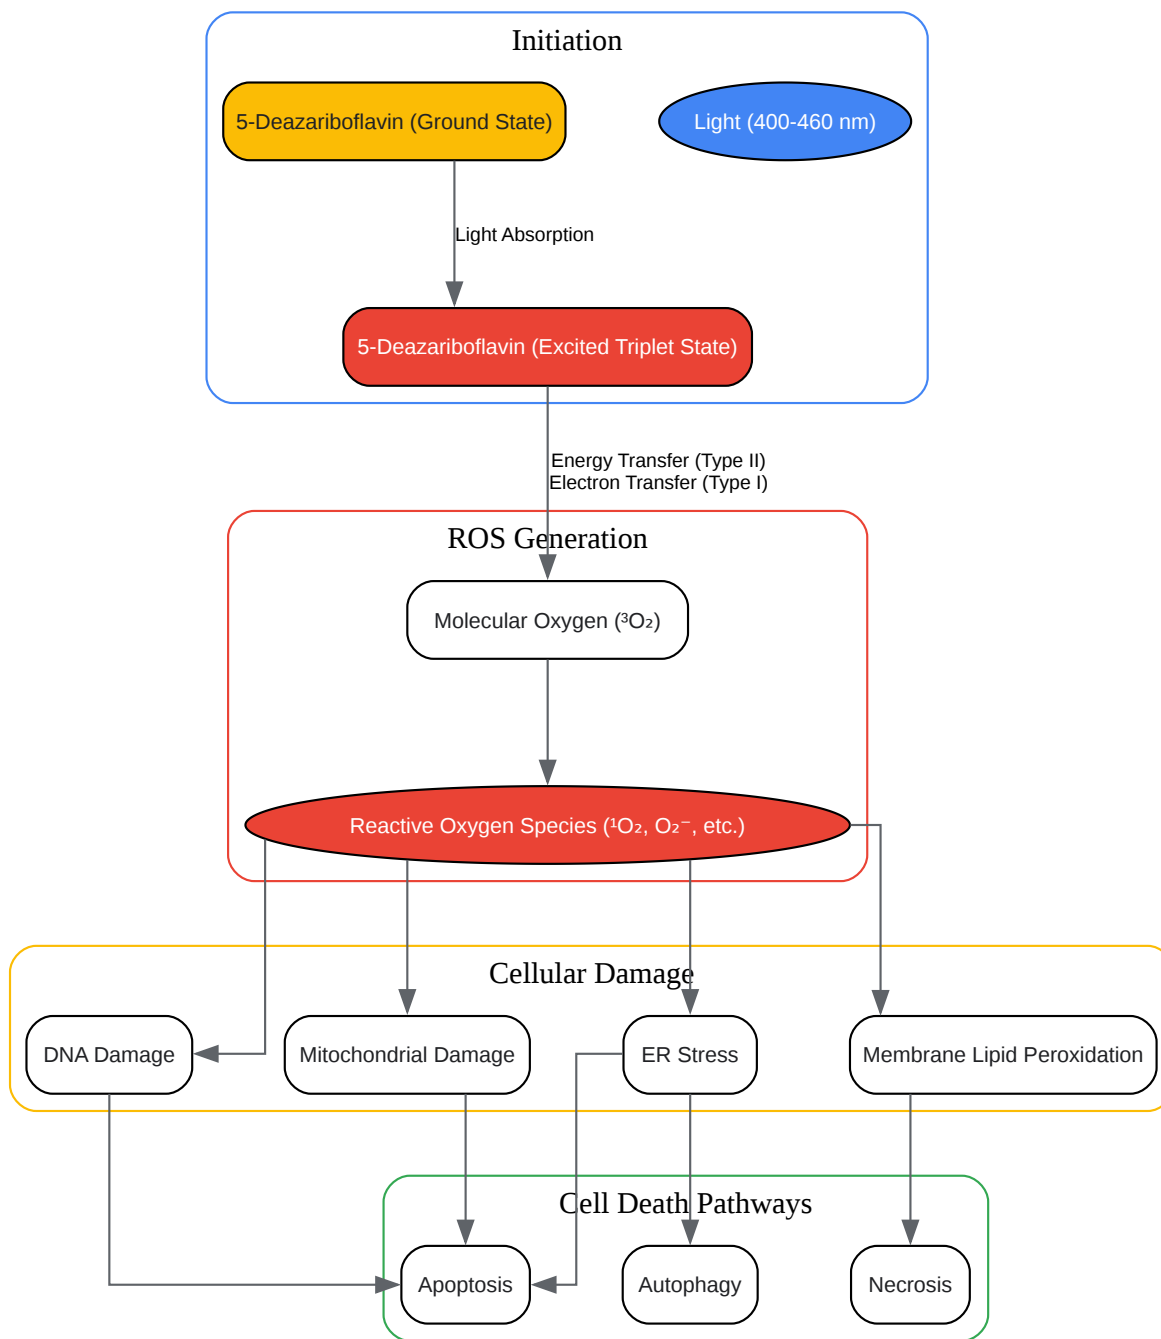 Initiation
5-Deazariboflavin (Ground State)
Light (400-460 nm)
Light Absorption
5-Deazariboflavin (Excited Triplet State)
Energy Transfer (Type II)
Electron Transfer (Type I)
ROS Generation
Molecular Oxygen (³O₂)
Reactive Oxygen Species (¹O₂, O₂⁻, etc.)
Cellular Damage
DNA Damage
Mitochondrial Damage
ER Stress
Membrane Lipid Peroxidation
Cell Death Pathways
Apoptosis
Autophagy
Necrosis